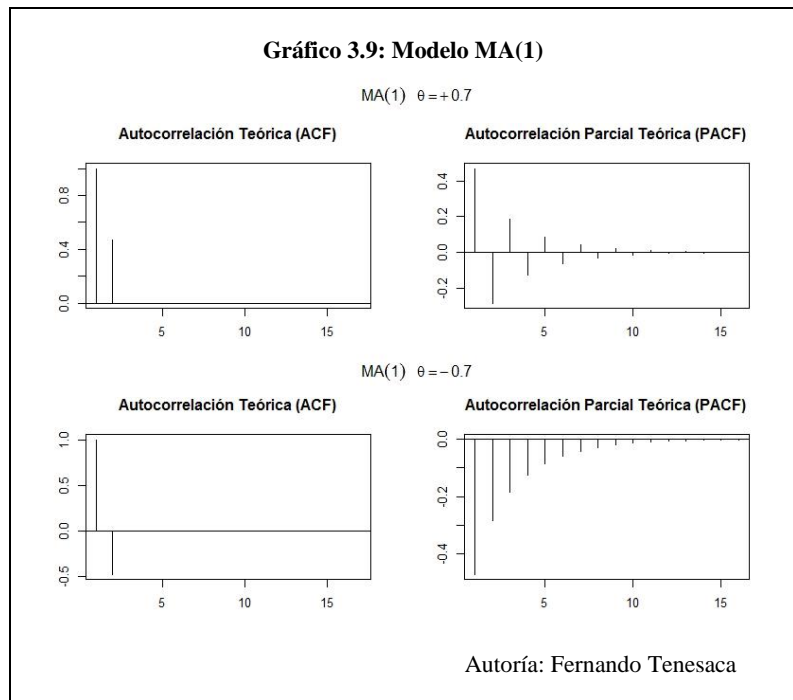 Gráfico 3.9: Modelo MA(1)
MA(1) θ=+0.7
Autocorrelación Teórica (ACF)
Autocorrelación Parcial Teórica (PACF)
0.0 0.4 0.8
5 10 15
-0.2 0.0 0.2 0.4
5 10 15
MA(1) θ=−0.7
Autocorrelación Teórica (ACF)
Autocorrelación Parcial Teórica (PACF)
-0.5 0.0 0.5 1.0
5 10 15
-0.4 -0.2 0.0
5 10 15
Autoría: Fernando Tenesaca